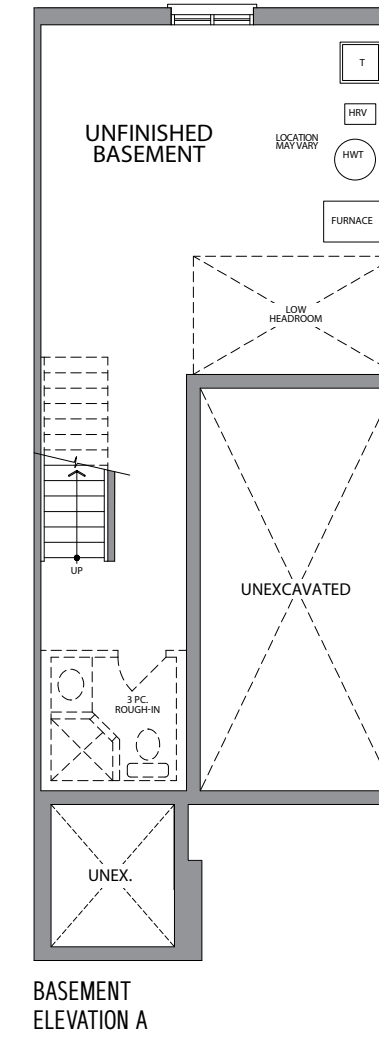 T
HRV
UNFINISHED
BASEMENT
LOCATION
MAY VARY
HWT
FURNACE
LOW
HEADROOM
UP
UNEXCAVATED
3 PC.
ROUGH-IN
UNEX.
BASEMENT
ELEVATION A